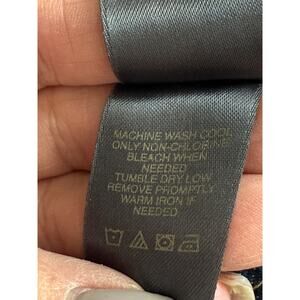 MACHINE WASH COOL
ONLY NON-CHLORINE
BLEACH WHEN
NEEDED
TUMBLE DRY LOW
REMOVE PROMPTLY
WARM IRON IF
NEEDED